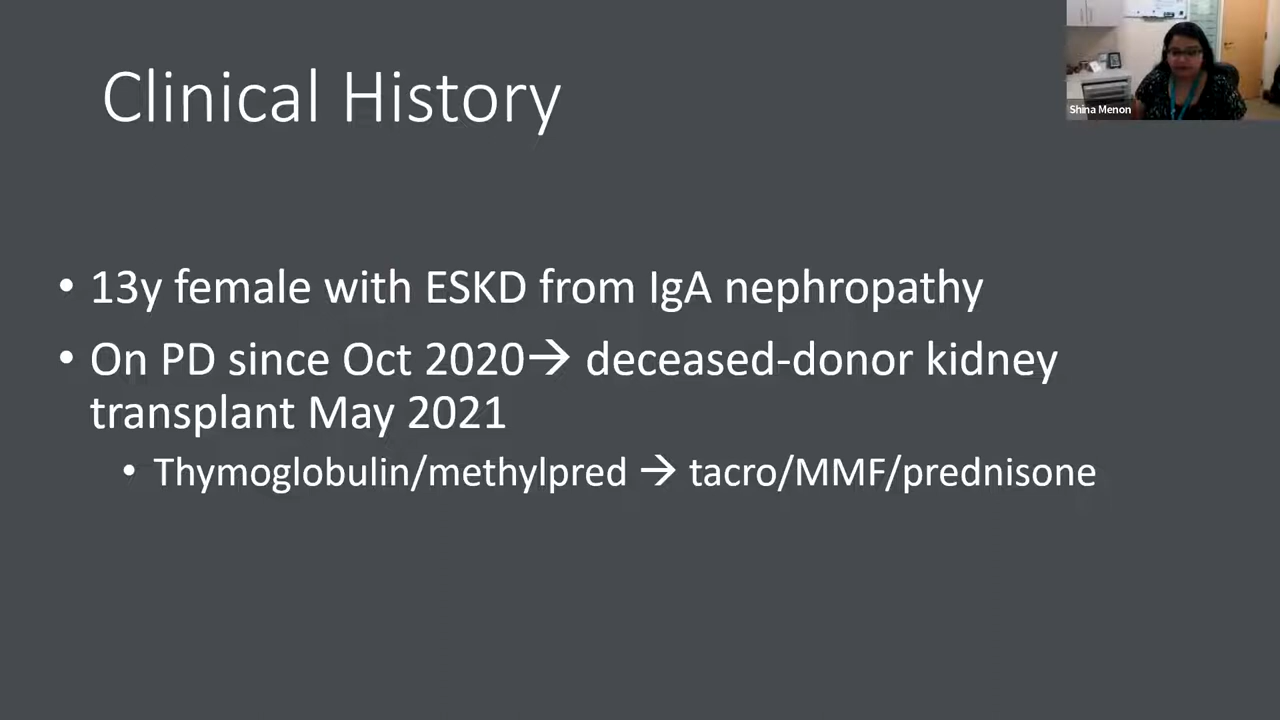 Clinical History
Shina Menon
• 13y female with ESKD from IgA nephropathy
• On PD since Oct 2020→ deceased-donor kidney
transplant May 2021
• Thymoglobulin/methylpred → tacro/MMF/prednisone